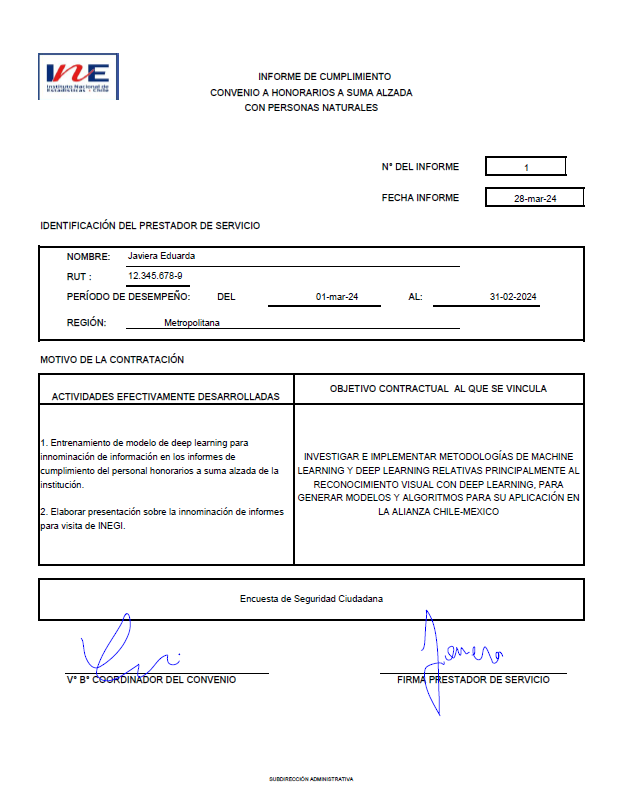 INE
Instituto Nacional de
Estadísticas - Chile
INFORME DE CUMPLIMIENTO
CONVENIO A HONORARIOS A SUMA ALZADA
CON PERSONAS NATURALES
N° DEL INFORME 1
FECHA INFORME 28-mar-24
IDENTIFICACIÓN DEL PRESTADOR DE SERVICIO
NOMBRE: Javiera Eduarda
RUT : 12.345.678-9
PERÍODO DE DESEMPEÑO: DEL 01-mar-24 AL: 31-02-2024
REGIÓN: Metropolitana
MOTIVO DE LA CONTRATACIÓN
ACTIVIDADES EFECTIVAMENTE DESARROLLADAS
OBJETIVO CONTRACTUAL AL QUE SE VINCULA
1. Entrenamiento de modelo de deep learning para
innominación de información en los informes de
cumplimiento del personal honorarios a suma alzada de la
institución.
2. Elaborar presentación sobre la innominación de informes
para visita de INEGI.
INVESTIGAR E IMPLEMENTAR METODOLOGÍAS DE MACHINE
LEARNING Y DEEP LEARNING RELATIVAS PRINCIPALMENTE AL
RECONOCIMIENTO VISUAL CON DEEP LEARNING, PARA
GENERAR MODELOS Y ALGORITMOS PARA SU APLICACIÓN EN
LA ALIANZA CHILE-MEXICO
Encuesta de Seguridad Ciudadana
V° B° COORDINADOR DEL CONVENIO
FIRMA PRESTADOR DE SERVICIO
SUBDIRECCIÓN ADMINISTRATIVA